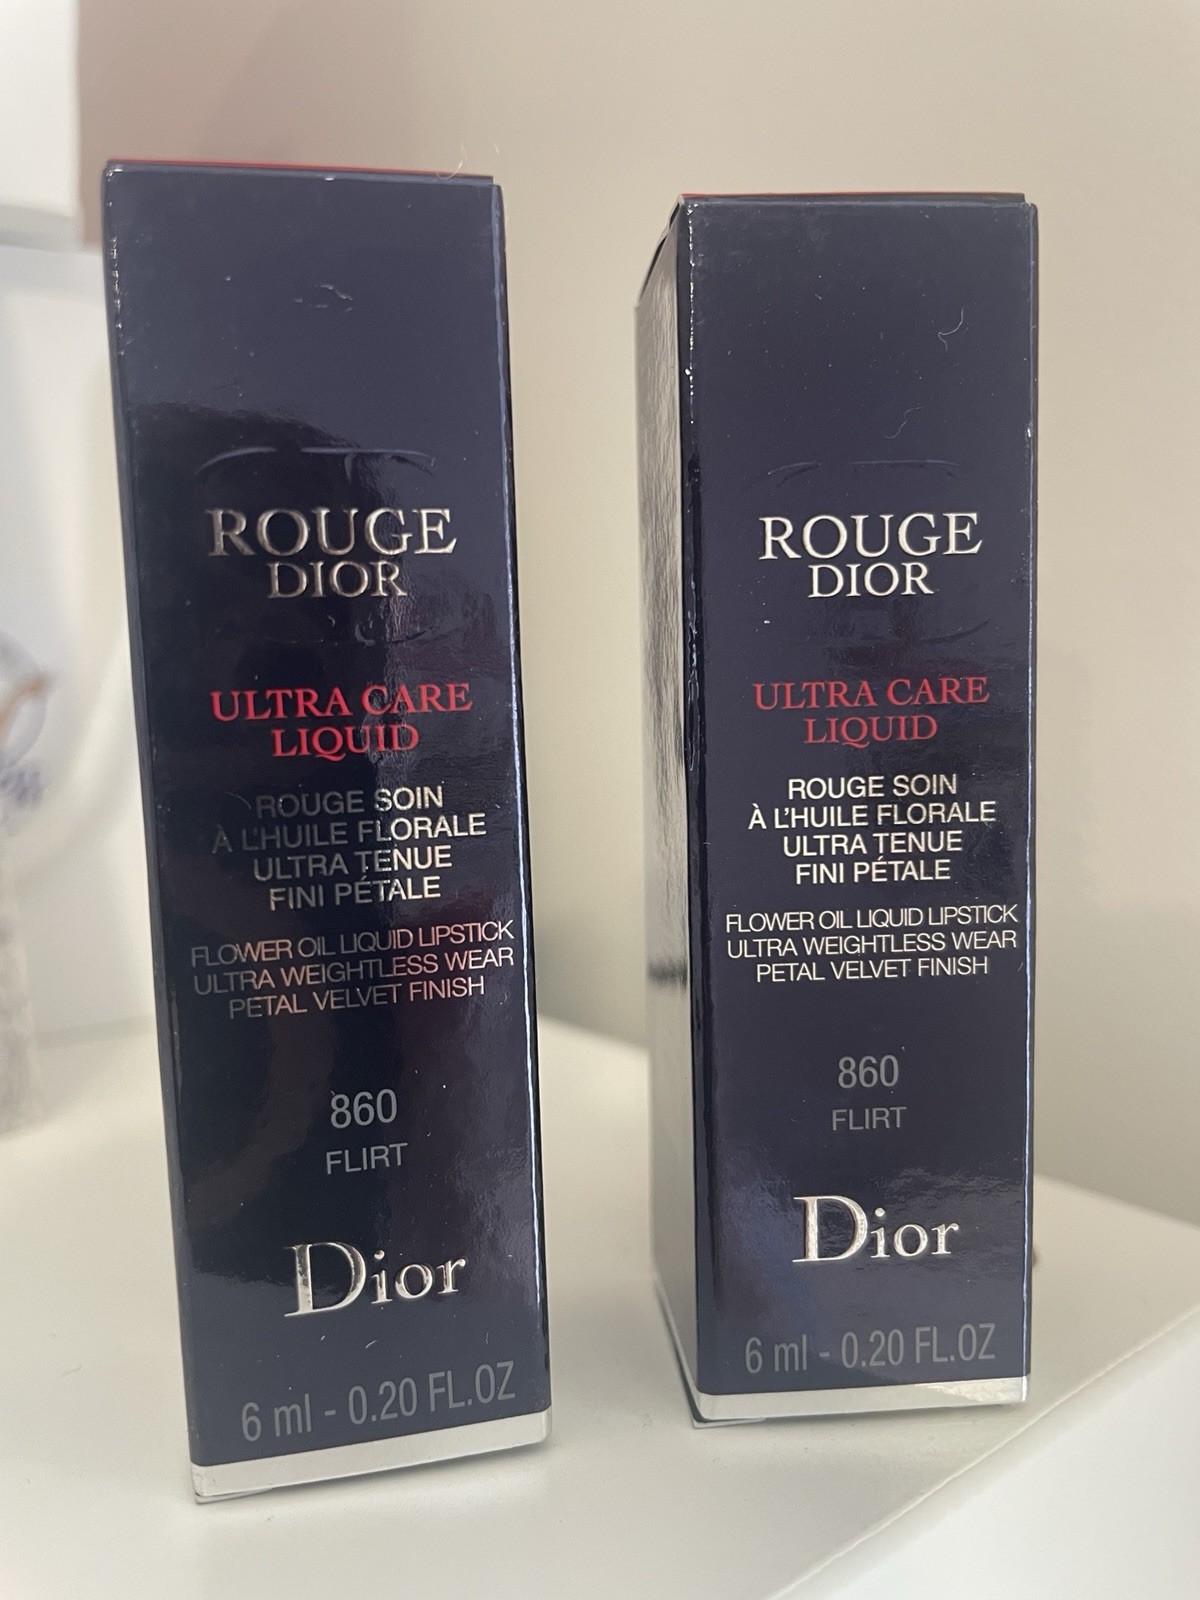 ROUGE
DIOR
ULTRA CARE
LIQUID
ROUGE SOIN
À L'HUILE FLORALE
ULTRA TENUE
FINI PÉTALE
FLOWER OIL LIQUID LIPSTICK
ULTRA WEIGHTLESS WEAR
PETAL VELVET FINISH
860
FLIRT
Dior
6 ml - 0.20 FL.OZ
ROUGE
DIOR
ULTRA CARE
LIQUID
ROUGE SOIN
À L'HUILE FLORALE
ULTRA TENUE
FINI PÉTALE
FLOWER OIL LIQUID LIPSTICK
ULTRA WEIGHTLESS WEAR
PETAL VELVET FINISH
860
FLIRT
Dior
6 ml - 0.20 FL.OZ